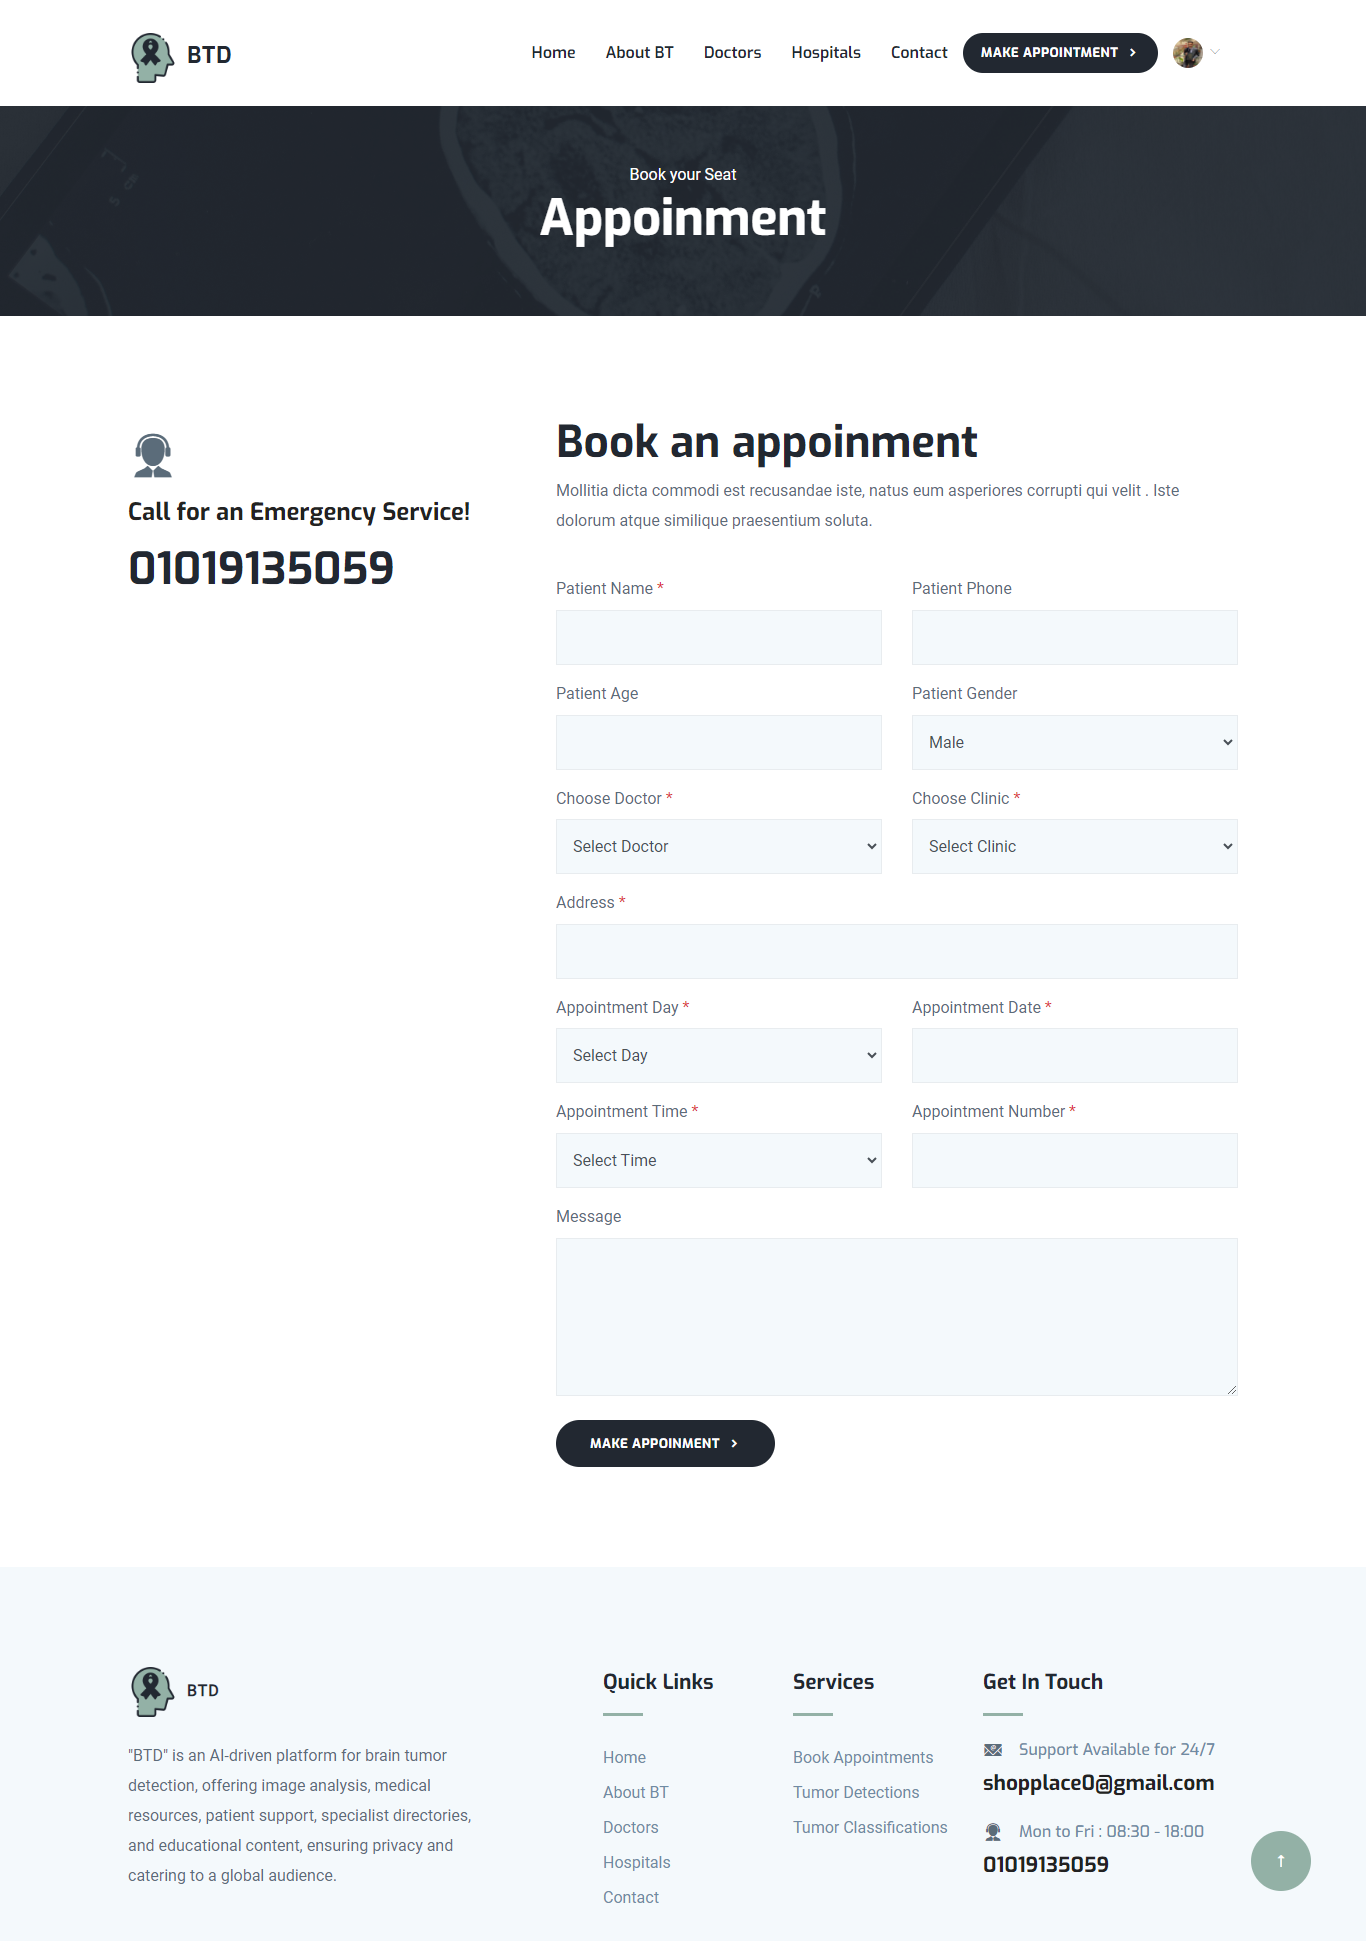 BTD
Home
About BT
Doctors
Hospitals
Contact
MAKE APPOINTMENT
Book your Seat
Appoinment
Call for an Emergency Service!
01019135059
Book an appoinment
Mollitia dicta commodi est recusandae iste, natus eum asperiores corrupti qui velit . Iste
dolorum atque similique praesentium soluta.
Patient Name *
Patient Phone
Patient Age
Patient Gender
Male
Choose Doctor *
Choose Clinic *
Select Doctor
Select Clinic
Address *
Appointment Day *
Appointment Date *
Select Day
Appointment Time *
Appointment Number *
Select Time
Message
MAKE APPOINMENT
BTD
"BTD" is an AI-driven platform for brain tumor
detection, offering image analysis, medical
resources, patient support, specialist directories,
and educational content, ensuring privacy and
catering to a global audience.
Quick Links
Home
About BT
Doctors
Hospitals
Contact
Services
Book Appointments
Tumor Detections
Tumor Classifications
Get In Touch
Support Available for 24/7
shopplace0@gmail.com
Mon to Fri : 08:30 - 18:00
01019135059